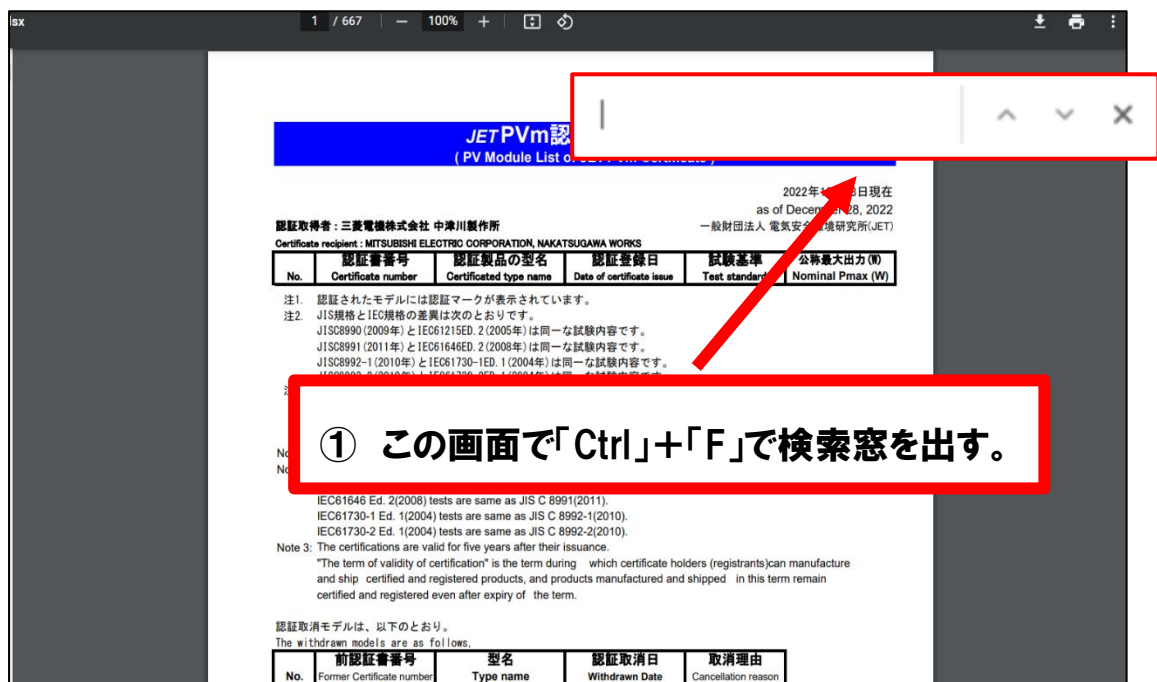 sx
1 / 667 | − 100% +
JETPVm認
( PV Module List
2022年
日現在
as of December 28, 2022
認証取得者：三菱電機株式会社 中津川製作所
一般財団法人 電気安全環境研究所(JET)
Certificate recipient : MITSUBISHI ELECTRIC CORPORATION, NAKATSUGAWA WORKS
認証書番号 認証製品の型名 認証登録日 試験基準 公称最大出力(W)
No. Certificate number Certificated type name Date of certificate issue Test standard Nominal Pmax (W)
注1. 認証されたモデルには認証マークが表示されています。
注2. JIS規格とIEC規格の差異は次のとおりです。
JISC8990(2009年)とIEC61215ED.2(2005年)は同一な試験内容です。
JISC8991(2011年)とIEC61646ED.2(2008年)は同一な試験内容です。
JISC8992-1(2010年)とIEC61730-1ED.1(2004年)は同一な試験内容です。
① この画面で「Ctrl」＋「F」で検索窓を出す。
IEC61646 Ed. 2(2008) tests are same as JIS C 8991(2011).
IEC61730-1 Ed. 1(2004) tests are same as JIS C 8992-1(2010).
IEC61730-2 Ed. 1(2004) tests are same as JIS C 8992-2(2010).
Note 3: The certifications are valid for five years after their issuance.
"The term of validity of certification" is the term during which certificate holders (registrants)can manufacture
and ship certified and registered products, and products manufactured and shipped in this term remain
certified and registered even after expiry of the term.
認証取消モデルは、以下のとおり。
The withdrawn models are as follows,
前認証書番号 型名 認証取消日 取消理由
No. Former Certificate number Type name Withdrawn Date Cancellation reason